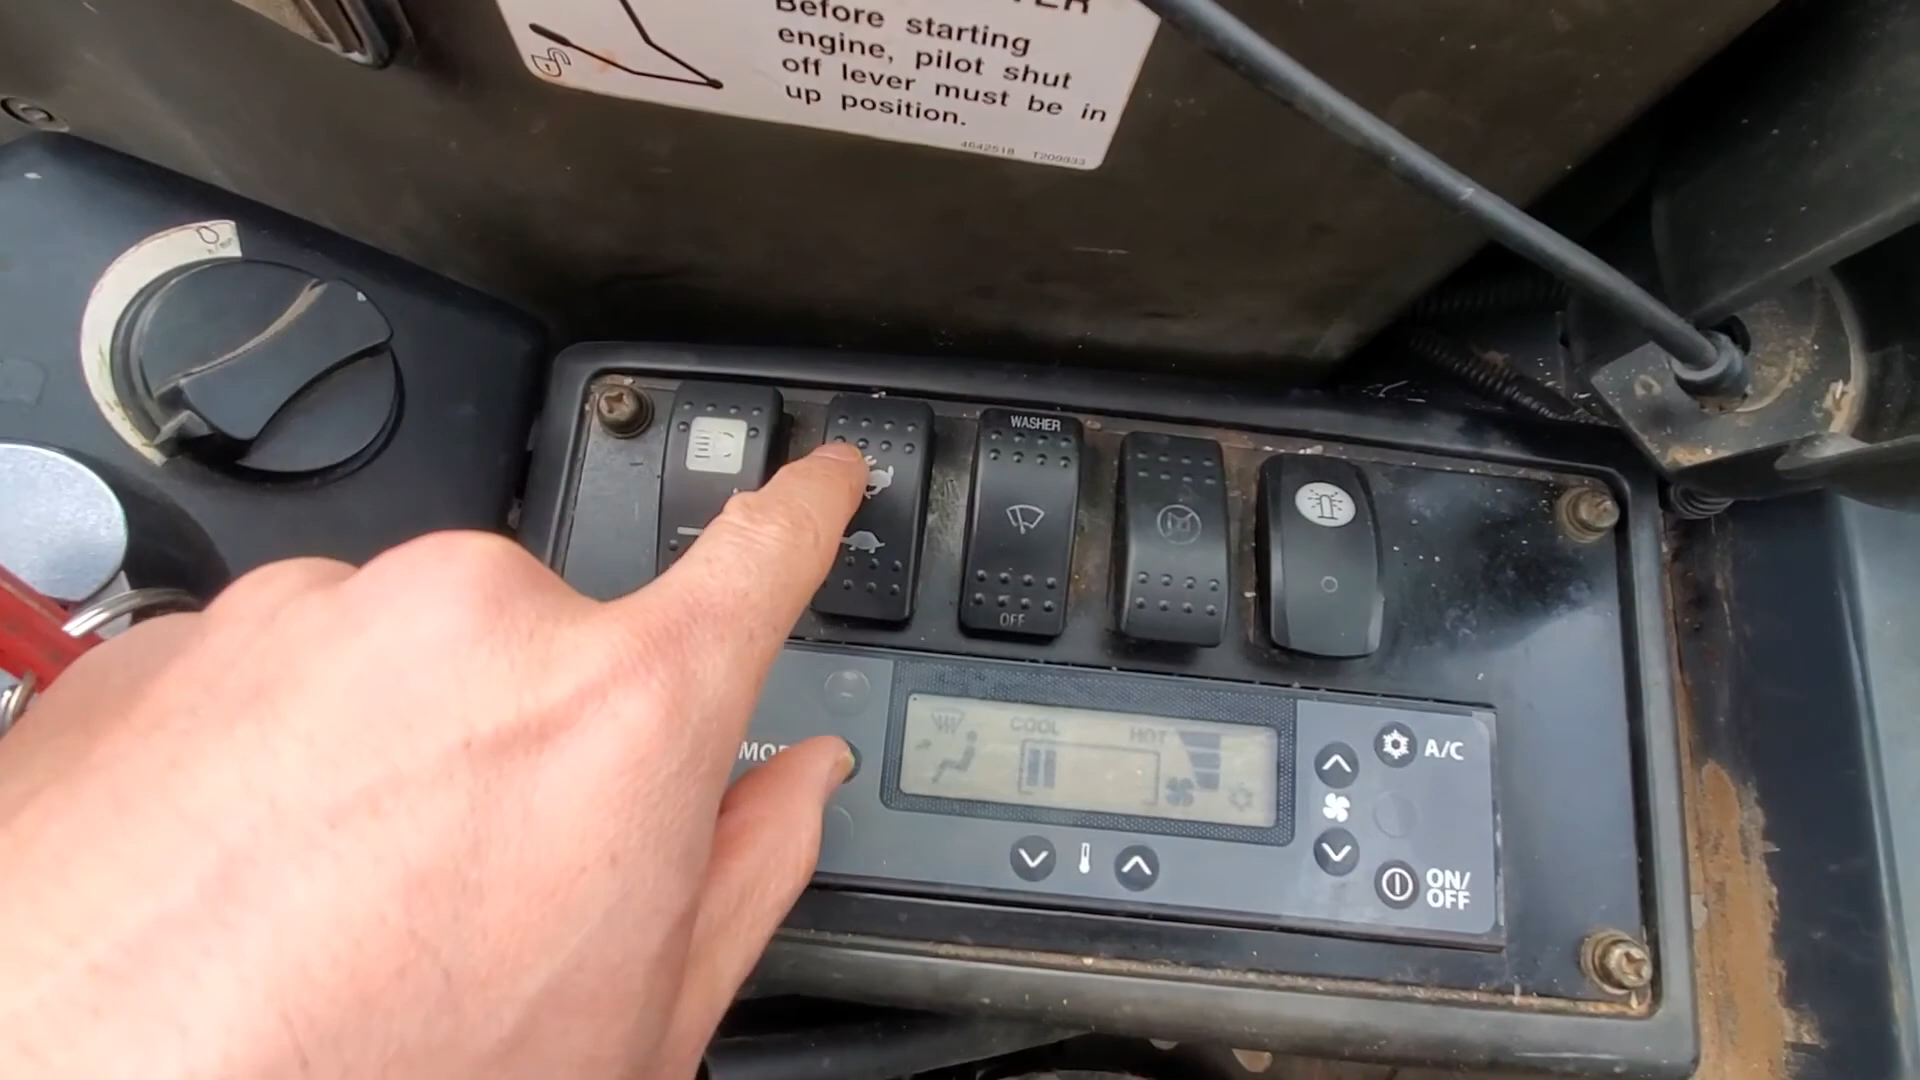 Before starting
engine, pilot shut
off lever must be in
up position.
4642518 T209933
WASHER
OFF
COOL
HOT
A/C
ON/
OFF